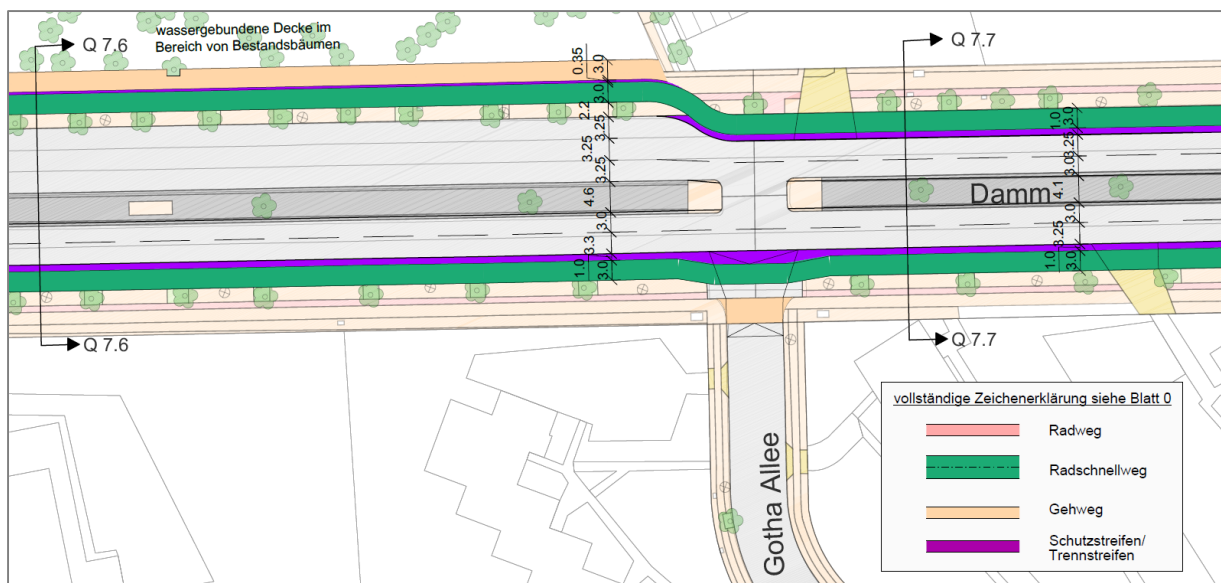 wassergebundene Decke im
Bereich von Bestandsbäumen
Q 7.6
Q 7.7
0.35
3.0
3.0
2.2
3.25
3.25
3.25
4.6
3.0
3.3
1.0
3.0
1.0
3.0
3.25
3.0
Damm
4.1
3.0
3.25
1.0
3.0
Q 7.6
Q 7.7
Gotha Allee
vollständige Zeichenerklärung siehe Blatt 0
Radweg
Radschnellweg
Gehweg
Schutzstreifen/
Trennstreifen